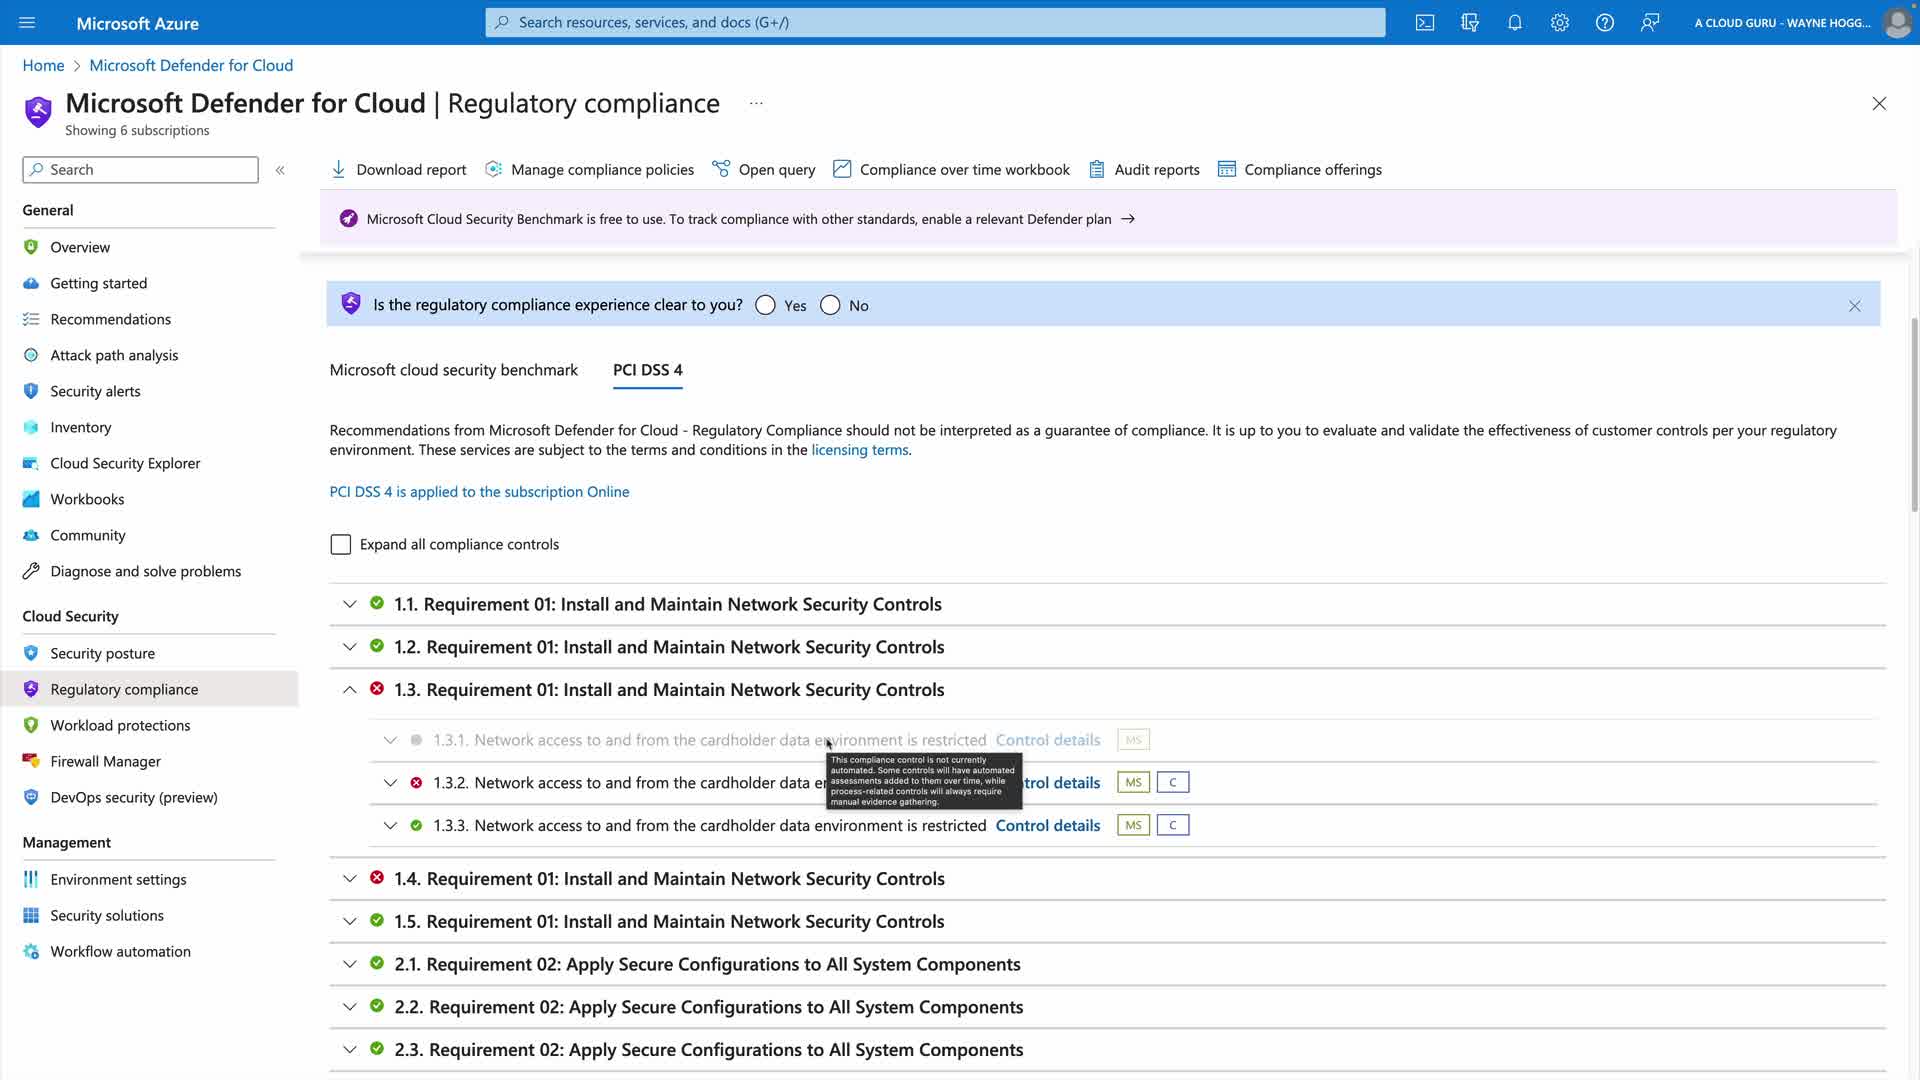 Microsoft Azure
Search resources, services, and docs (G+/)
A CLOUD GURU - WAYNE HOGG...
Home > Microsoft Defender for Cloud
Microsoft Defender for Cloud | Regulatory compliance ...
Showing 6 subscriptions
Search
«
Download report
Manage compliance policies
Open query
Compliance over time workbook
Audit reports
Compliance offerings
Microsoft Cloud Security Benchmark is free to use. To track compliance with other standards, enable a relevant Defender plan →
General
Overview
Getting started
Recommendations
Attack path analysis
Security alerts
Inventory
Cloud Security Explorer
Workbooks
Community
Diagnose and solve problems
Cloud Security
Security posture
Regulatory compliance
Workload protections
Firewall Manager
DevOps security (preview)
Management
Environment settings
Security solutions
Workflow automation
Is the regulatory compliance experience clear to you? Yes No
Microsoft cloud security benchmark
PCI DSS 4
Recommendations from Microsoft Defender for Cloud - Regulatory Compliance should not be interpreted as a guarantee of compliance. It is up to you to evaluate and validate the effectiveness of customer controls per your regulatory
environment. These services are subject to the terms and conditions in the licensing terms.
PCI DSS 4 is applied to the subscription Online
Expand all compliance controls
1.1. Requirement 01: Install and Maintain Network Security Controls
1.2. Requirement 01: Install and Maintain Network Security Controls
1.3. Requirement 01: Install and Maintain Network Security Controls
1.3.1. Network access to and from the cardholder data environment is restricted Control details MS
This compliance control is not currently
automated. Some controls will have automated
assessments added to them over time, while
process-related controls will always require
manual evidence gathering.
1.3.2. Network access to and from the cardholder data er trol details MS C
1.3.3. Network access to and from the cardholder data environment is restricted Control details MS C
1.4. Requirement 01: Install and Maintain Network Security Controls
1.5. Requirement 01: Install and Maintain Network Security Controls
2.1. Requirement 02: Apply Secure Configurations to All System Components
2.2. Requirement 02: Apply Secure Configurations to All System Components
2.3. Requirement 02: Apply Secure Configurations to All System Components